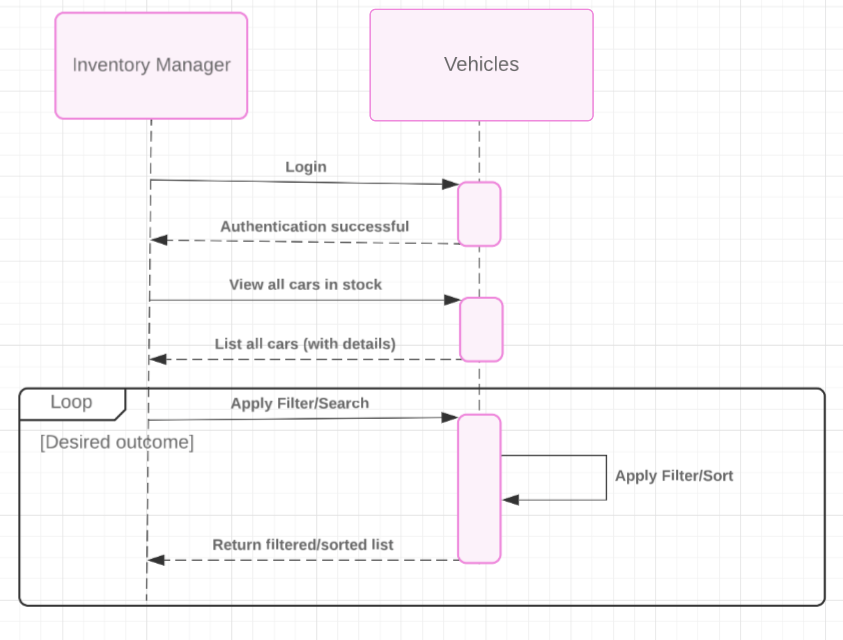 Inventory Manager
Vehicles
Login
Authentication successful
View all cars in stock
List all cars (with details)
Loop
Apply Filter/Search
[Desired outcome]
Apply Filter/Sort
Return filtered/sorted list